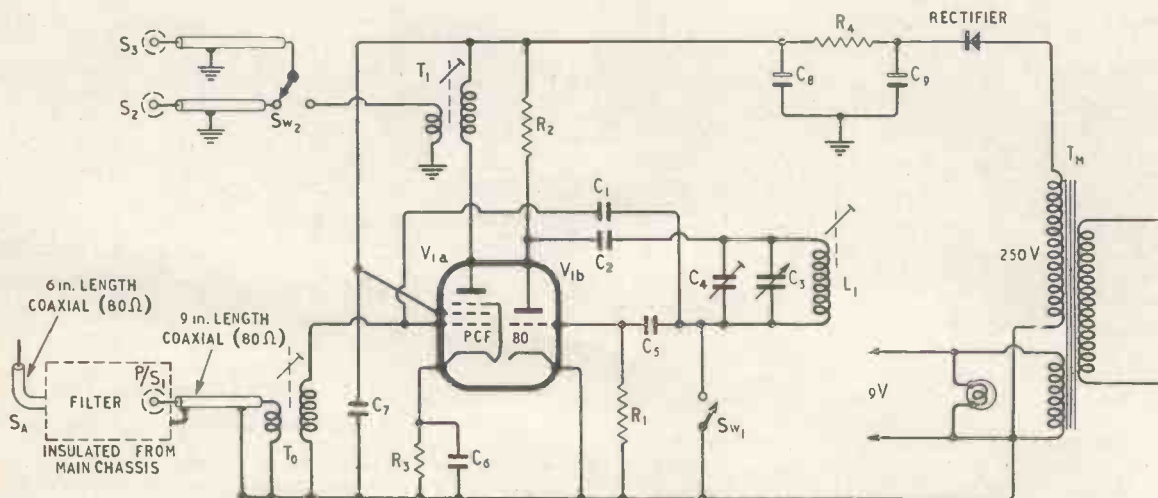 RECTIFIER
S3
R4
C8
C9
T1
S2
Sw2
R2
TM
C1
C2
V1a
V1b
250V
C4
C3
L1
6 in. LENGTH
COAXIAL (80Ω)
9 in. LENGTH
COAXIAL (80Ω)
PCF
80
C5
P/S1
FILTER
SA
INSULATED FROM
MAIN CHASSIS
T0
C7
R3
C6
R1
Sw1
9V